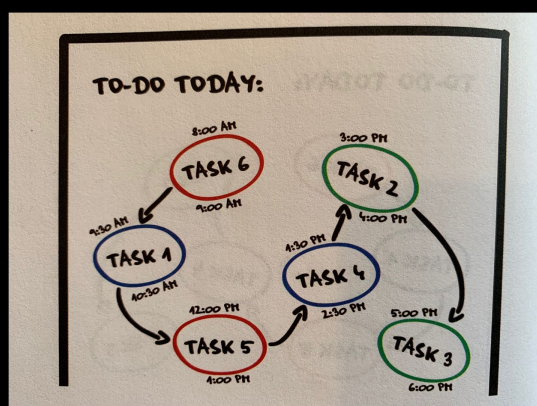 TO-DO TODAY:
8:00 AM
TASK 6
9:00 AM
9:30 AM
TASK 1
10:30 AM
12:00 PM
TASK 5
1:00 PM
1:30 PM
TASK 4
2:30 PM
3:00 PM
TASK 2
4:00 PM
5:00 PM
TASK 3
6:00 PM